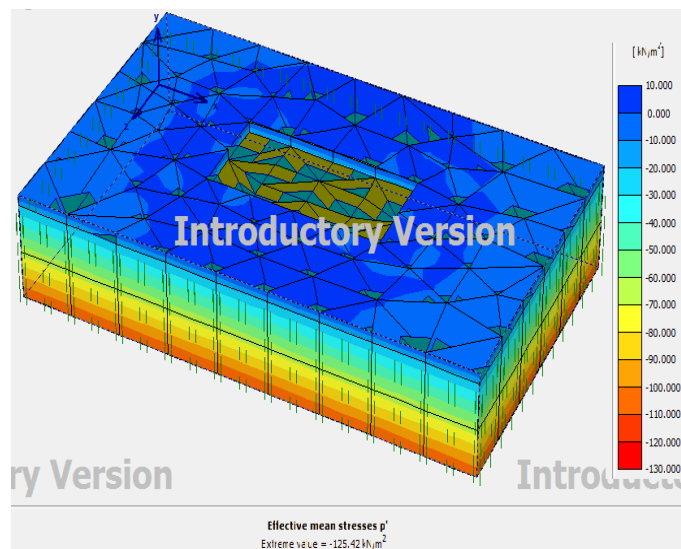 [ kN/m²]
y
z
10.000
0.000
-10.000
-20.000
-30.000
-40.000
-50.000
-60.000
-70.000
-80.000
-90.000
-100.000
-110.000
-120.000
-130.000
Introductory Version
ry Version
Introductory
Effective mean stresses p'
Extreme value = -125.42 kN/m²